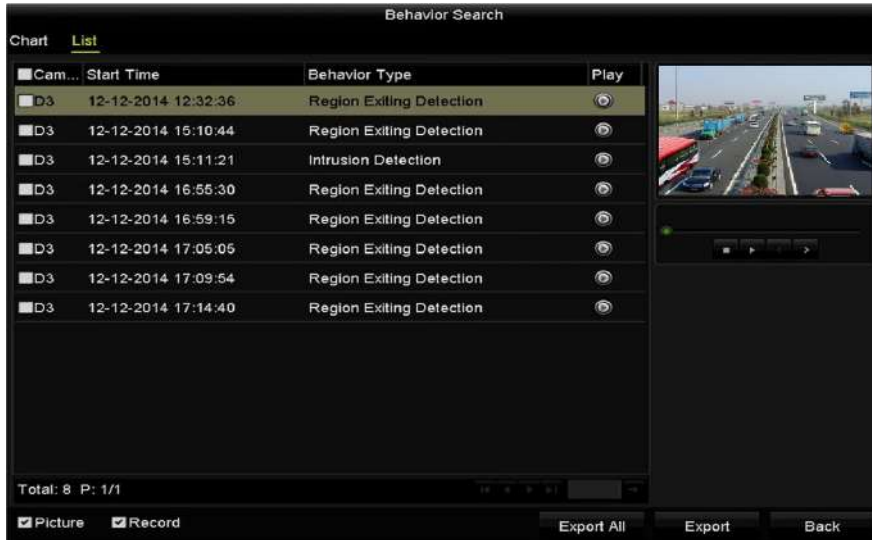 Behavior Search
Chart List
Cam... Start Time Behavior Type Play
D3 12-12-2014 12:32:36 Region Exiting Detection
D3 12-12-2014 15:10:44 Region Exiting Detection
D3 12-12-2014 15:11:21 Intrusion Detection
D3 12-12-2014 16:55:30 Region Exiting Detection
D3 12-12-2014 16:59:15 Region Exiting Detection
D3 12-12-2014 17:05:05 Region Exiting Detection
D3 12-12-2014 17:09:54 Region Exiting Detection
D3 12-12-2014 17:14:40 Region Exiting Detection
Total: 8 P: 1/1
Picture Record Export All Export Back